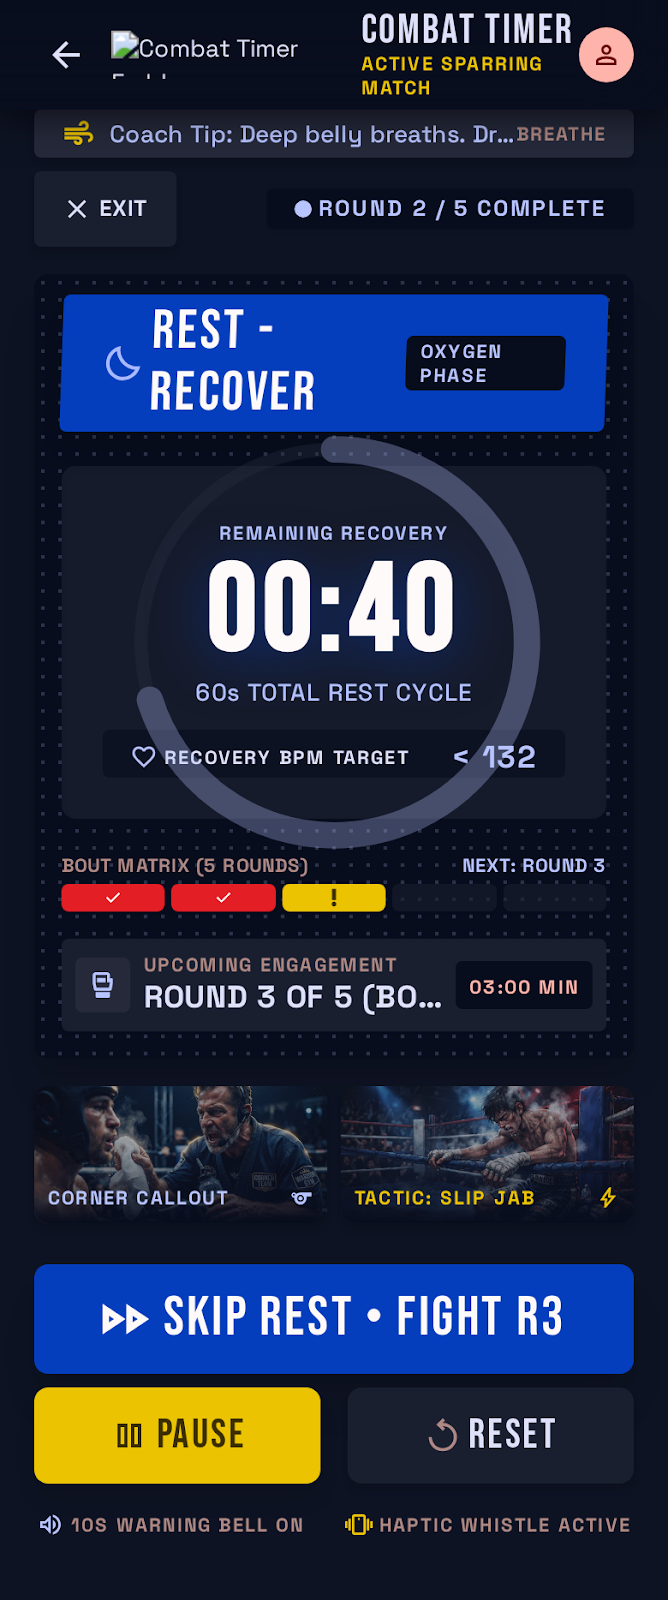 Combat Timer
COMBAT TIMER
ACTIVE SPARRING
MATCH
Coach Tip: Deep belly breaths. Dr...
BREATHE
EXIT
ROUND 2 / 5 COMPLETE
REST -
RECOVER
OXYGEN
PHASE
REMAINING RECOVERY
00:40
60s TOTAL REST CYCLE
RECOVERY BPM TARGET
< 132
BOUT MATRIX (5 ROUNDS)
NEXT: ROUND 3
UPCOMING ENGAGEMENT
ROUND 3 OF 5 (BO...
03:00 MIN
CORNER CALLOUT
TACTIC: SLIP JAB
SKIP REST • FIGHT R3
PAUSE
RESET
10S WARNING BELL ON
HAPTIC WHISTLE ACTIVE